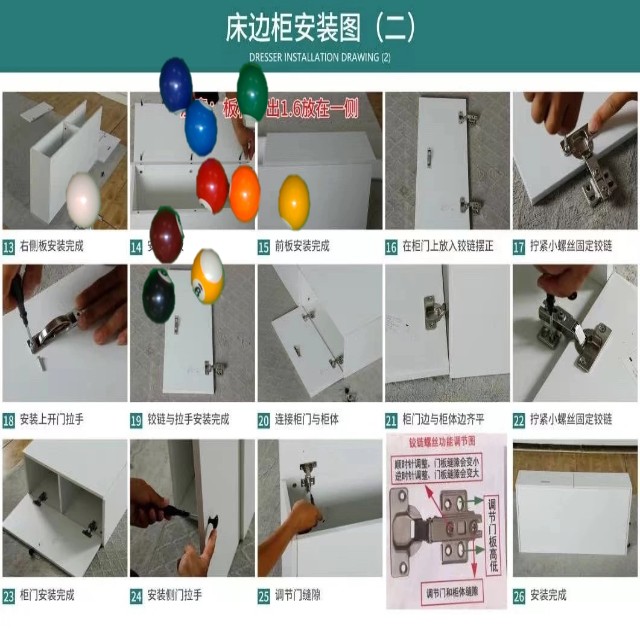 床边柜安装图（二）
DRESSER INSTALLATION DRAWING (2)
板 出1.6放在一侧
13 右侧板安装完成
14
15 前板安装完成
16 在柜门上放入铰链摆正
17 拧紧小螺丝固定铰链
18 安装上开门拉手
19 铰链与拉手安装完成
20 连接柜门与柜体
21 柜门边与柜体边齐平
22 拧紧小螺丝固定铰链
铰链螺丝功能调节图
顺时针调整，门板缝隙会变小
逆时针调整，门板缝隙会变大
调节门板高低
调节门和柜体缝隙
23 柜门安装完成
24 安装侧门拉手
25 调节门缝隙
26 安装完成